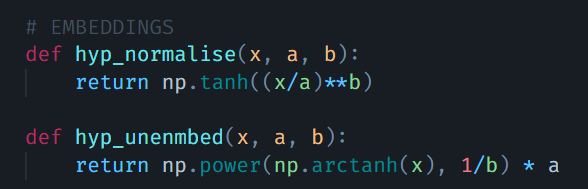 # EMBEDDINGS
def hyp_normalise(x, a, b):
    return np.tanh((x/a)**b)
def hyp_unenmbed(x, a, b):
    return np.power(np.arctanh(x), 1/b) * a